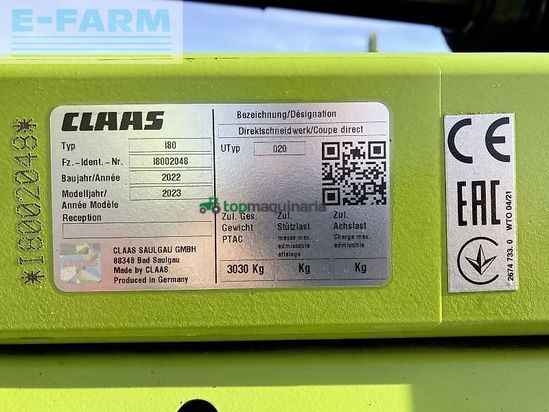 E-FARM
*I8002048*
CLAAS
Typ I80
Fz.-Ident.-Nr. I8002048
Baujahr/Année 2022
Modelljahr/ 2023
Année Modèle
Reception
CLAAS SAULGAU GMBH
88348 Bad Saulgau
Made by CLAAS
Produced in Germany
Bezeichnung/Désignation
Direktschneidwerk/Coupe direct
UTyp 020
topmaquinaria
Zul. Ges. Zul. Zul.
Gewicht Stützlast Achslast
PTAC masse max. Charge max.
admissible admissible
attelage
3030 Kg Kg Kg
CE
EAC
WTO 04/21
2674 733. 0